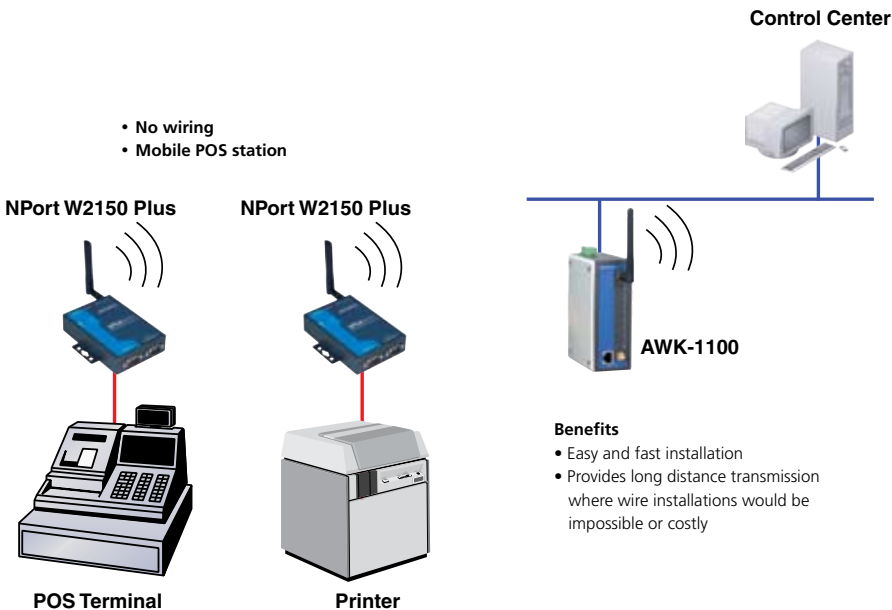 Control Center
• No wiring
• Mobile POS station
NPort W2150 Plus
NPort W2150 Plus
AWK-1100
Benefits
• Easy and fast installation
• Provides long distance transmission
where wire installations would be
impossible or costly
POS Terminal
Printer